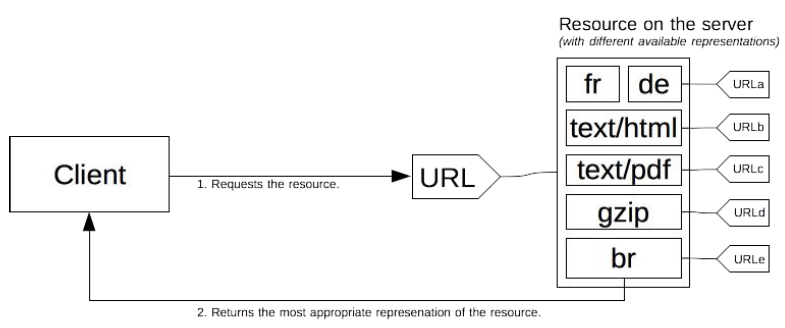 Resource on the server
(with different available representations)
fr de URLa
text/html URLb
Client
1. Requests the resource.
URL
text/pdf URLc
gzip URLd
br URLe
2. Returns the most appropriate represenation of the resource.